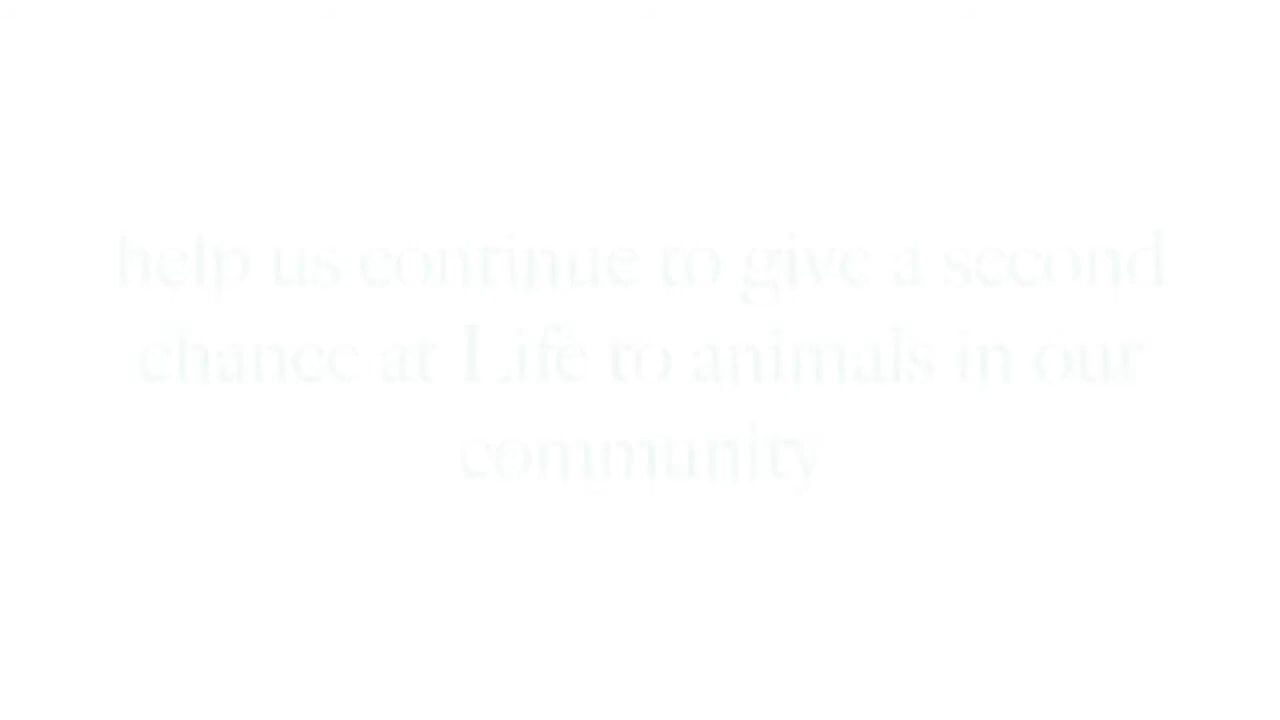 help us continue to give a second
chance at Life to animals in our
community